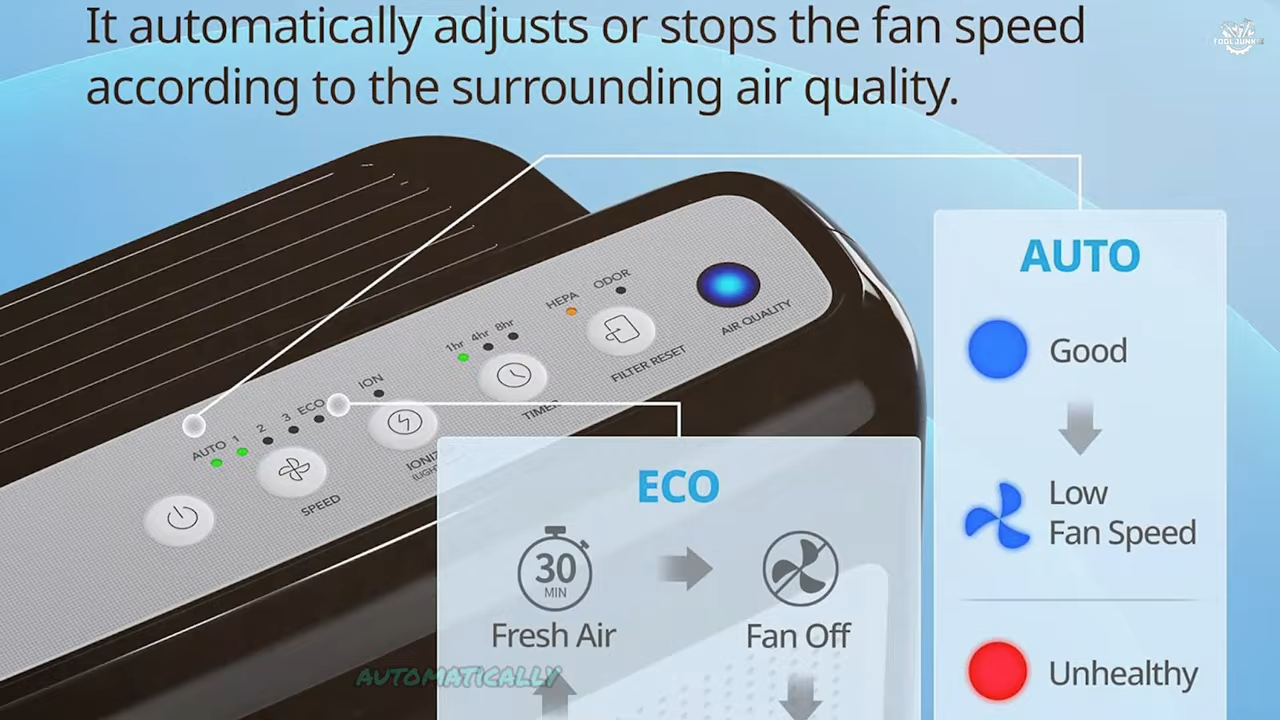 It automatically adjusts or stops the fan speed
according to the surrounding air quality.
TOOL JUNKIE
AUTO
Good
Low
Fan Speed
Unhealthy
HEPA
ODOR
AIR QUALITY
1hr 4hr 8hr
FILTER RESET
TIMER
ION
AUTO 1 2 3 ECO
SPEED
ECO
30
MIN
Fresh Air
Fan Off
AUTOMATICALLY